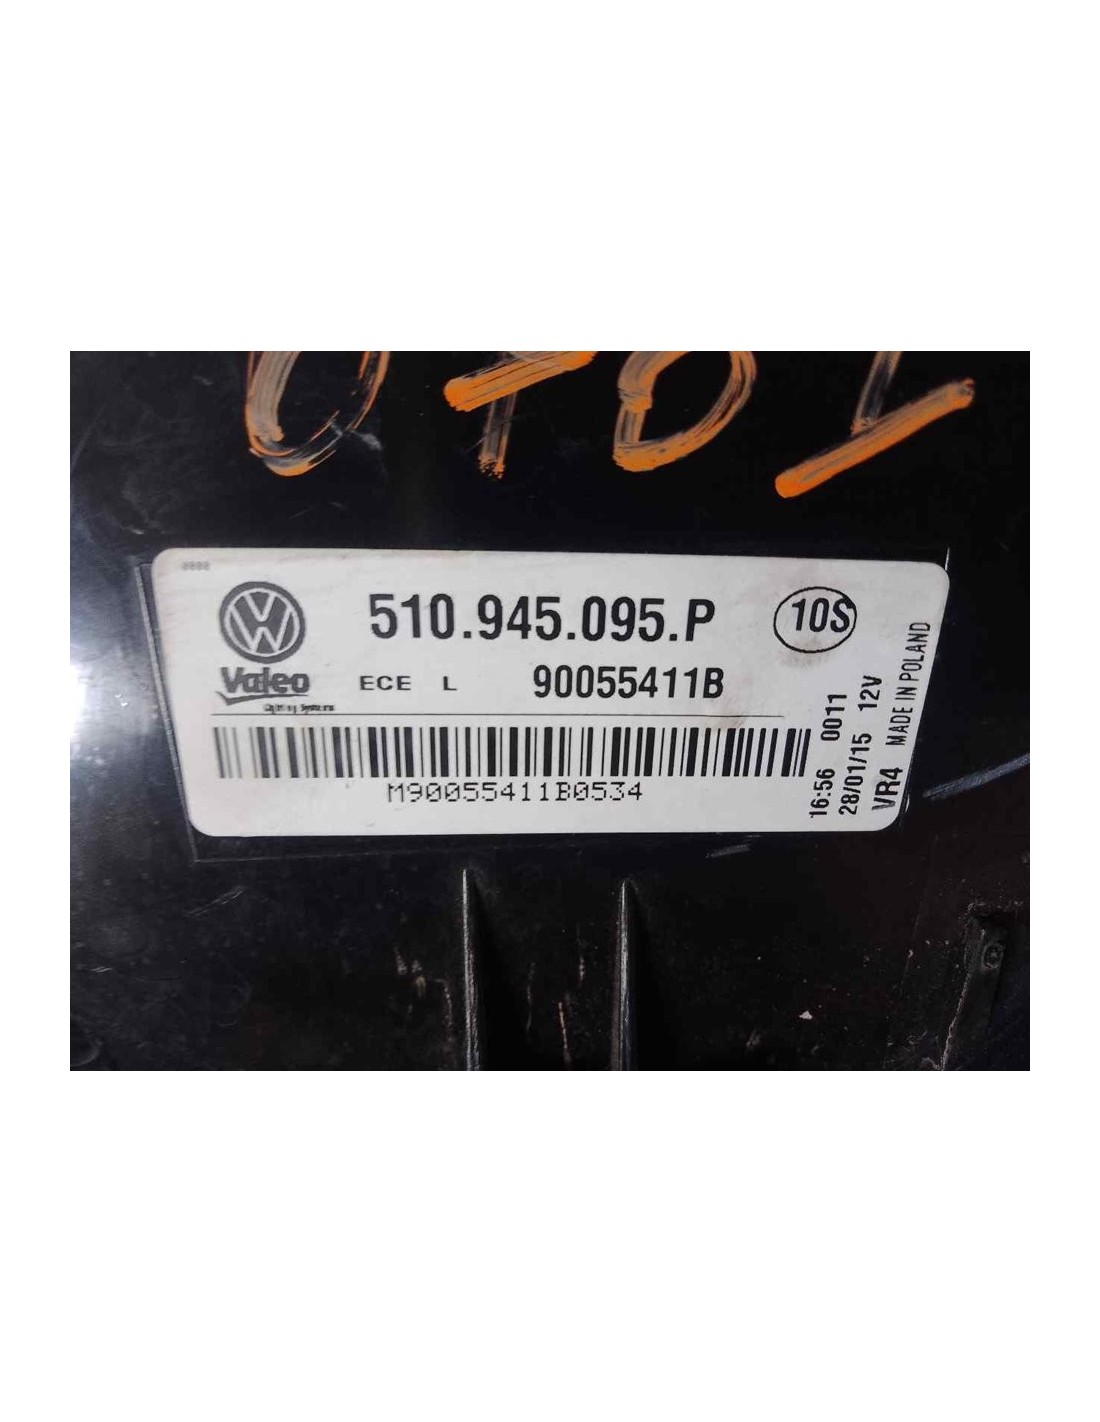 510.945.095.P
10S
Valeo
ECE L 90055411B
M90055411B0534
16:56 0011
28/01/15 12V
VR4 MADE IN POLAND